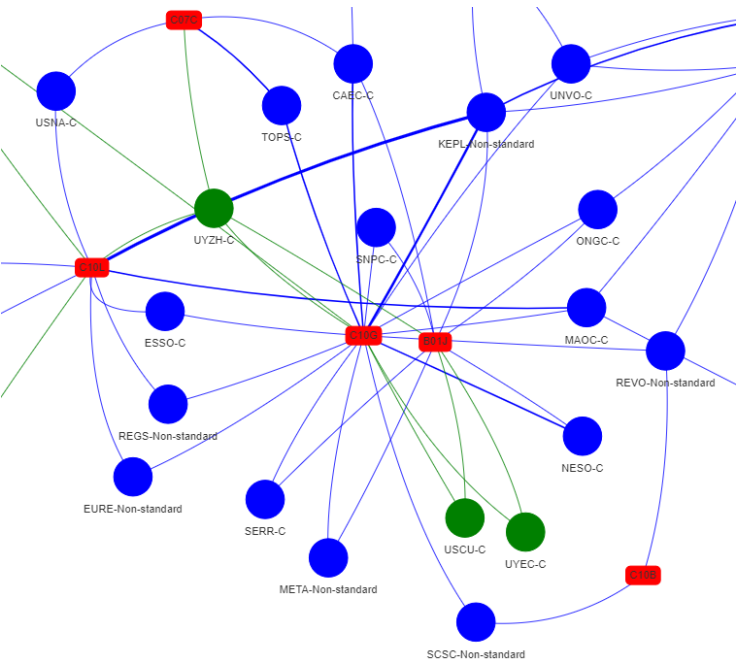 C07C
USNA-C
CAEC-C
UNVO-C
TOPS-C
KEPL-Non-standard
UYZH-C
ONGC-C
SNPC-C
C10L
ESSO-C
C10G
B01J
MAOC-C
REVO-Non-standard
REGS-Non-standard
NESO-C
EURE-Non-standard
SERR-C
USCU-C
UYEC-C
C10B
META-Non-standard
SCSC-Non-standard